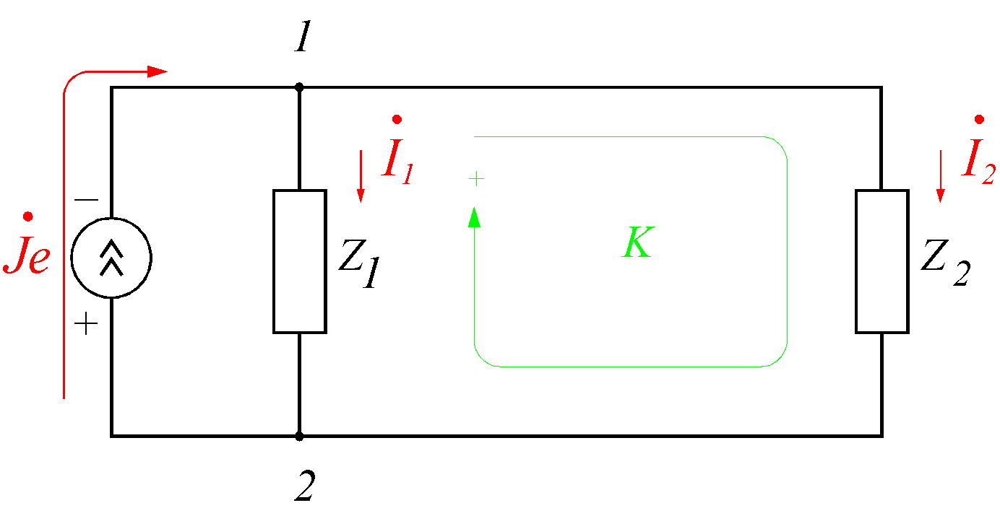 1
İ₁
İ₂
−
+
K
J̇e
Z₁
Z₂
+
2